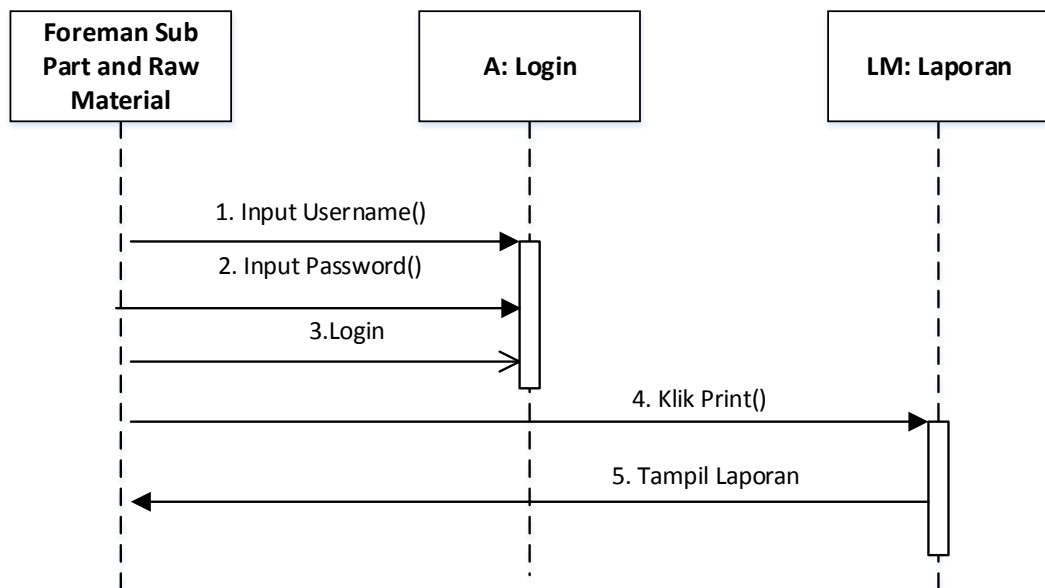 Foreman Sub
Part and Raw
Material
A: Login
LM: Laporan
1. Input Username()
2. Input Password()
3.Login
4. Klik Print()
5. Tampil Laporan